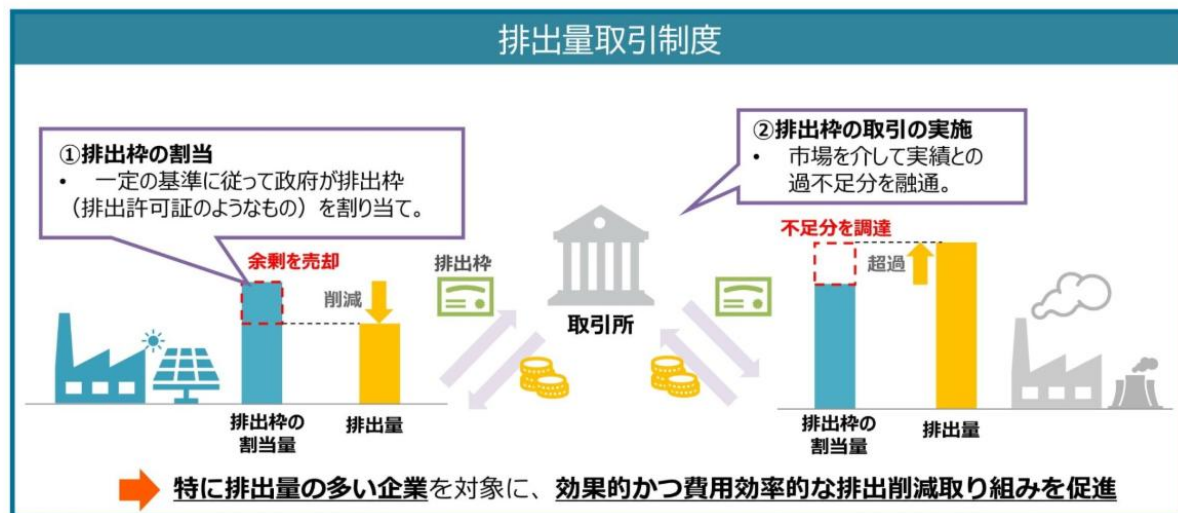 排出量取引制度
①排出枠の割当
• 一定の基準に従って政府が排出枠
（排出許可証のようなもの）を割り当て。
②排出枠の取引の実施
• 市場を介して実績との
過不足分を融通。
余剰を売却
削減
排出枠
取引所
不足分を調達
超過
排出枠の
割当量
排出量
排出枠の
割当量
排出量
特に排出量の多い企業を対象に、効果的かつ費用効率的な排出削減取り組みを促進